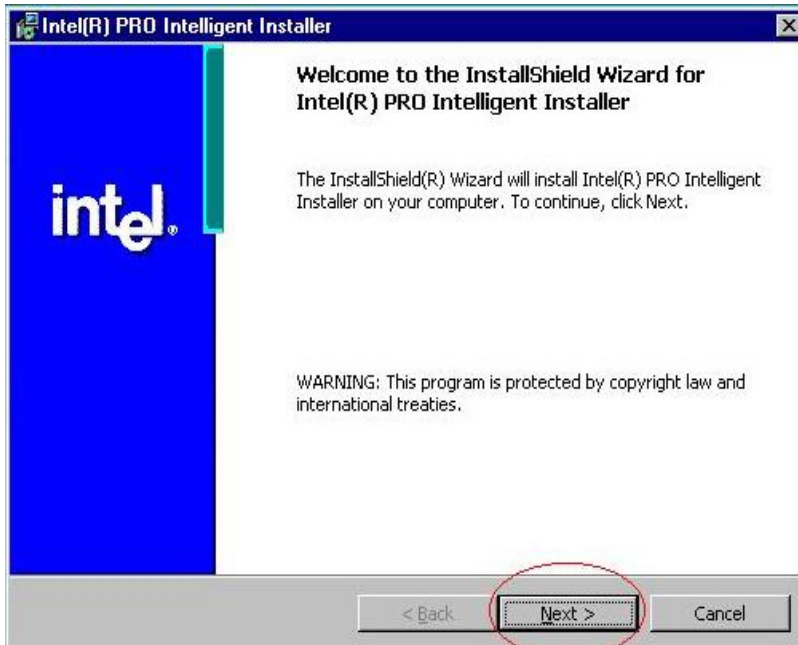 Intel(R) PRO Intelligent Installer
Welcome to the InstallShield Wizard for
Intel(R) PRO Intelligent Installer
The InstallShield(R) Wizard will install Intel(R) PRO Intelligent
Installer on your computer. To continue, click Next.
intel®
WARNING: This program is protected by copyright law and
international treaties.
< Back
Next >
Cancel